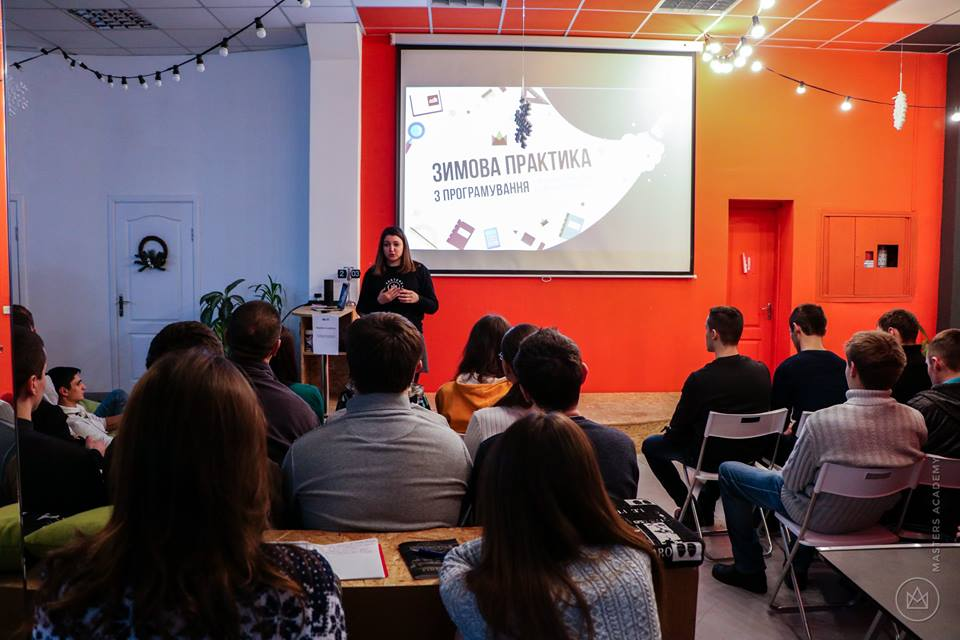 ЗИМОВА ПРАКТИКА
З ПРОГРАМУВАННЯ
MASTERS ACADEMY